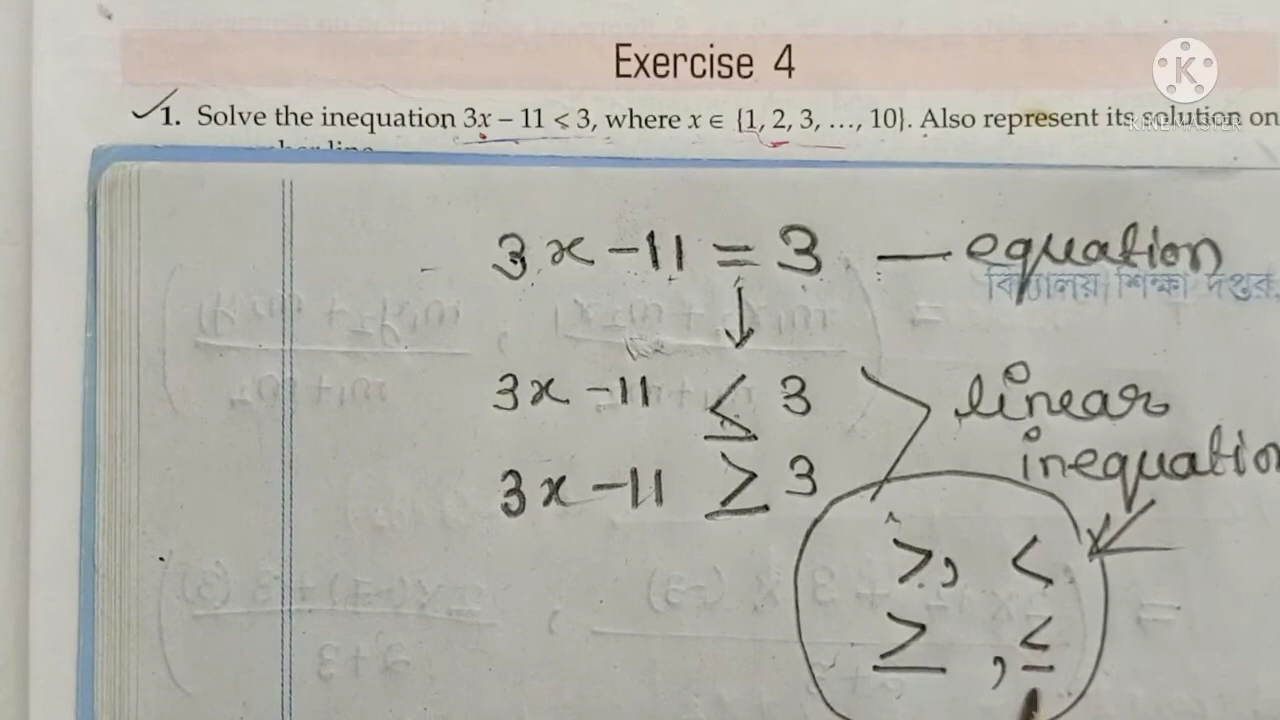 Exercise 4
K
KINEMASTER
1. Solve the inequation 3x – 11 < 3, where x ∈ {1, 2, 3, ..., 10}. Also represent its solution on
3x - 11 = 3 — equation
বিদ্যালয় শিক্ষা দপ্তর
3x - 11 ≤ 3
linear
inequation
3x - 11 ≥ 3
>, <
≥, ≤